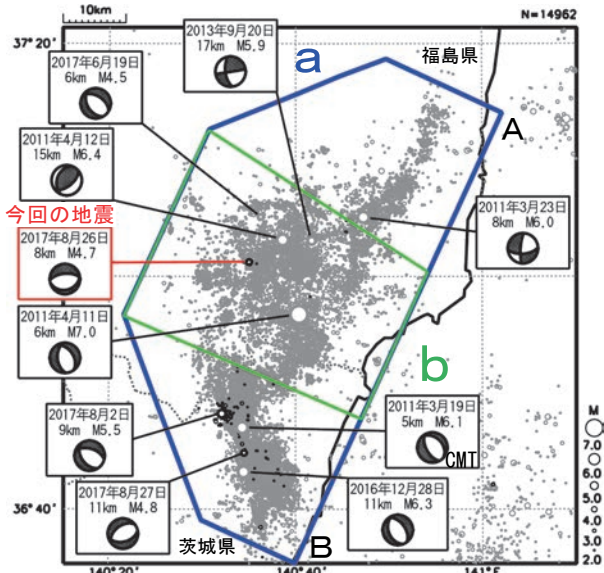 10km
N=14962
37°20′
2013年9月20日
17km M5.9
a
福島県
2017年6月19日
6km M4.5
A
2011年4月12日
15km M6.4
今回の地震
2017年8月26日
8km M4.7
2011年3月23日
8km M6.0
2011年4月11日
6km M7.0
b
2017年8月2日
9km M5.5
2011年3月19日
5km M6.1
CMT
M
7.0
6.0
5.0
4.0
3.0
2.0
2017年8月27日
11km M4.8
2016年12月28日
11km M6.3
36°40′
茨城県
B
140°20′
140°40′
141°E